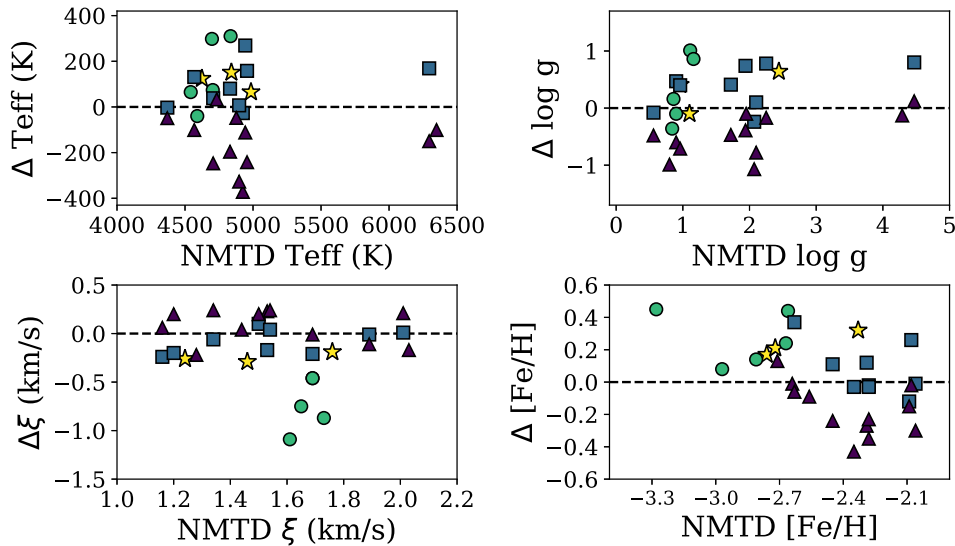 400
200
0
−200
−400
Δ Teff (K)
4000 4500 5000 5500 6000 6500
NMTD Teff (K)
1
0
−1
Δ log g
0 1 2 3 4 5
NMTD log g
0.5
0.0
−0.5
−1.0
−1.5
Δξ (km/s)
1.0 1.2 1.4 1.6 1.8 2.0 2.2
NMTD ξ (km/s)
0.6
0.4
0.2
0.0
−0.2
−0.4
−0.6
Δ [Fe/H]
−3.3 −3.0 −2.7 −2.4 −2.1
NMTD [Fe/H]